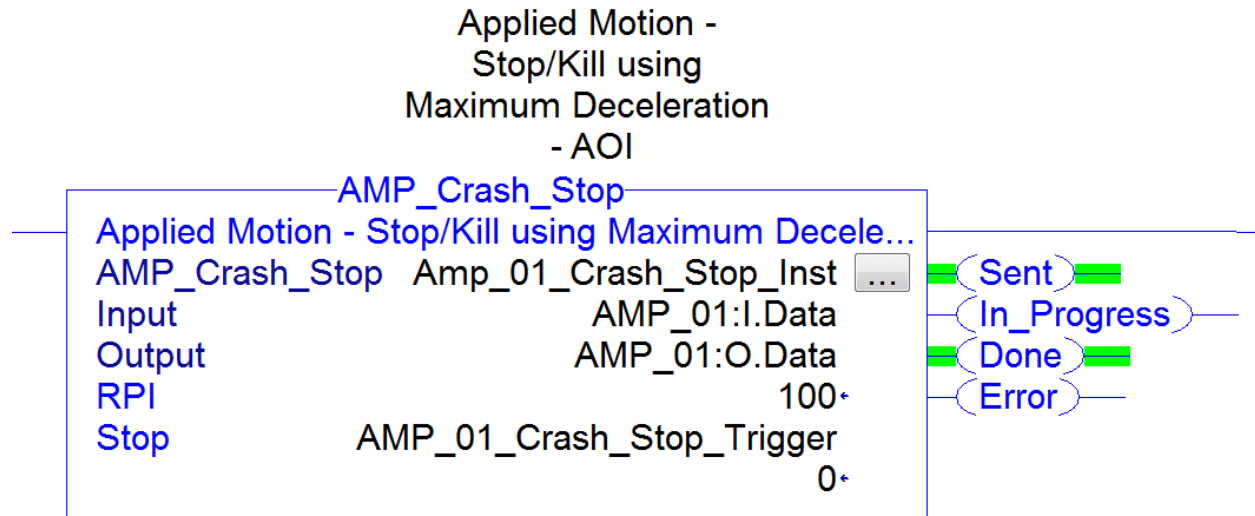 Applied Motion -
Stop/Kill using
Maximum Deceleration
- AOI
AMP_Crash_Stop
Applied Motion - Stop/Kill using Maximum Decele...
AMP_Crash_Stop Amp_01_Crash_Stop_Inst ... Sent
Input AMP_01:I.Data In_Progress
Output AMP_01:O.Data Done
RPI 100 Error
Stop AMP_01_Crash_Stop_Trigger
0